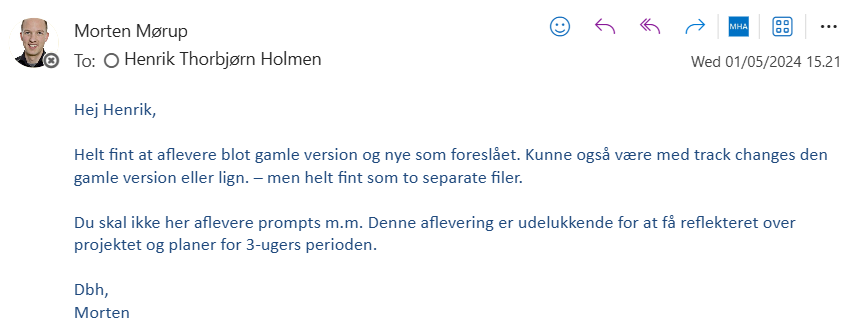 Morten Mørup
MHA
To: Henrik Thorbjørn Holmen
Wed 01/05/2024 15.21
Hej Henrik,
Helt fint at aflevere blot gamle version og nye som foreslået. Kunne også være med track changes den
gamle version eller lign. – men helt fint som to separate filer.
Du skal ikke her aflevere prompts m.m. Denne aflevering er udelukkende for at få reflekteret over
projektet og planer for 3-ugers perioden.
Dbh,
Morten